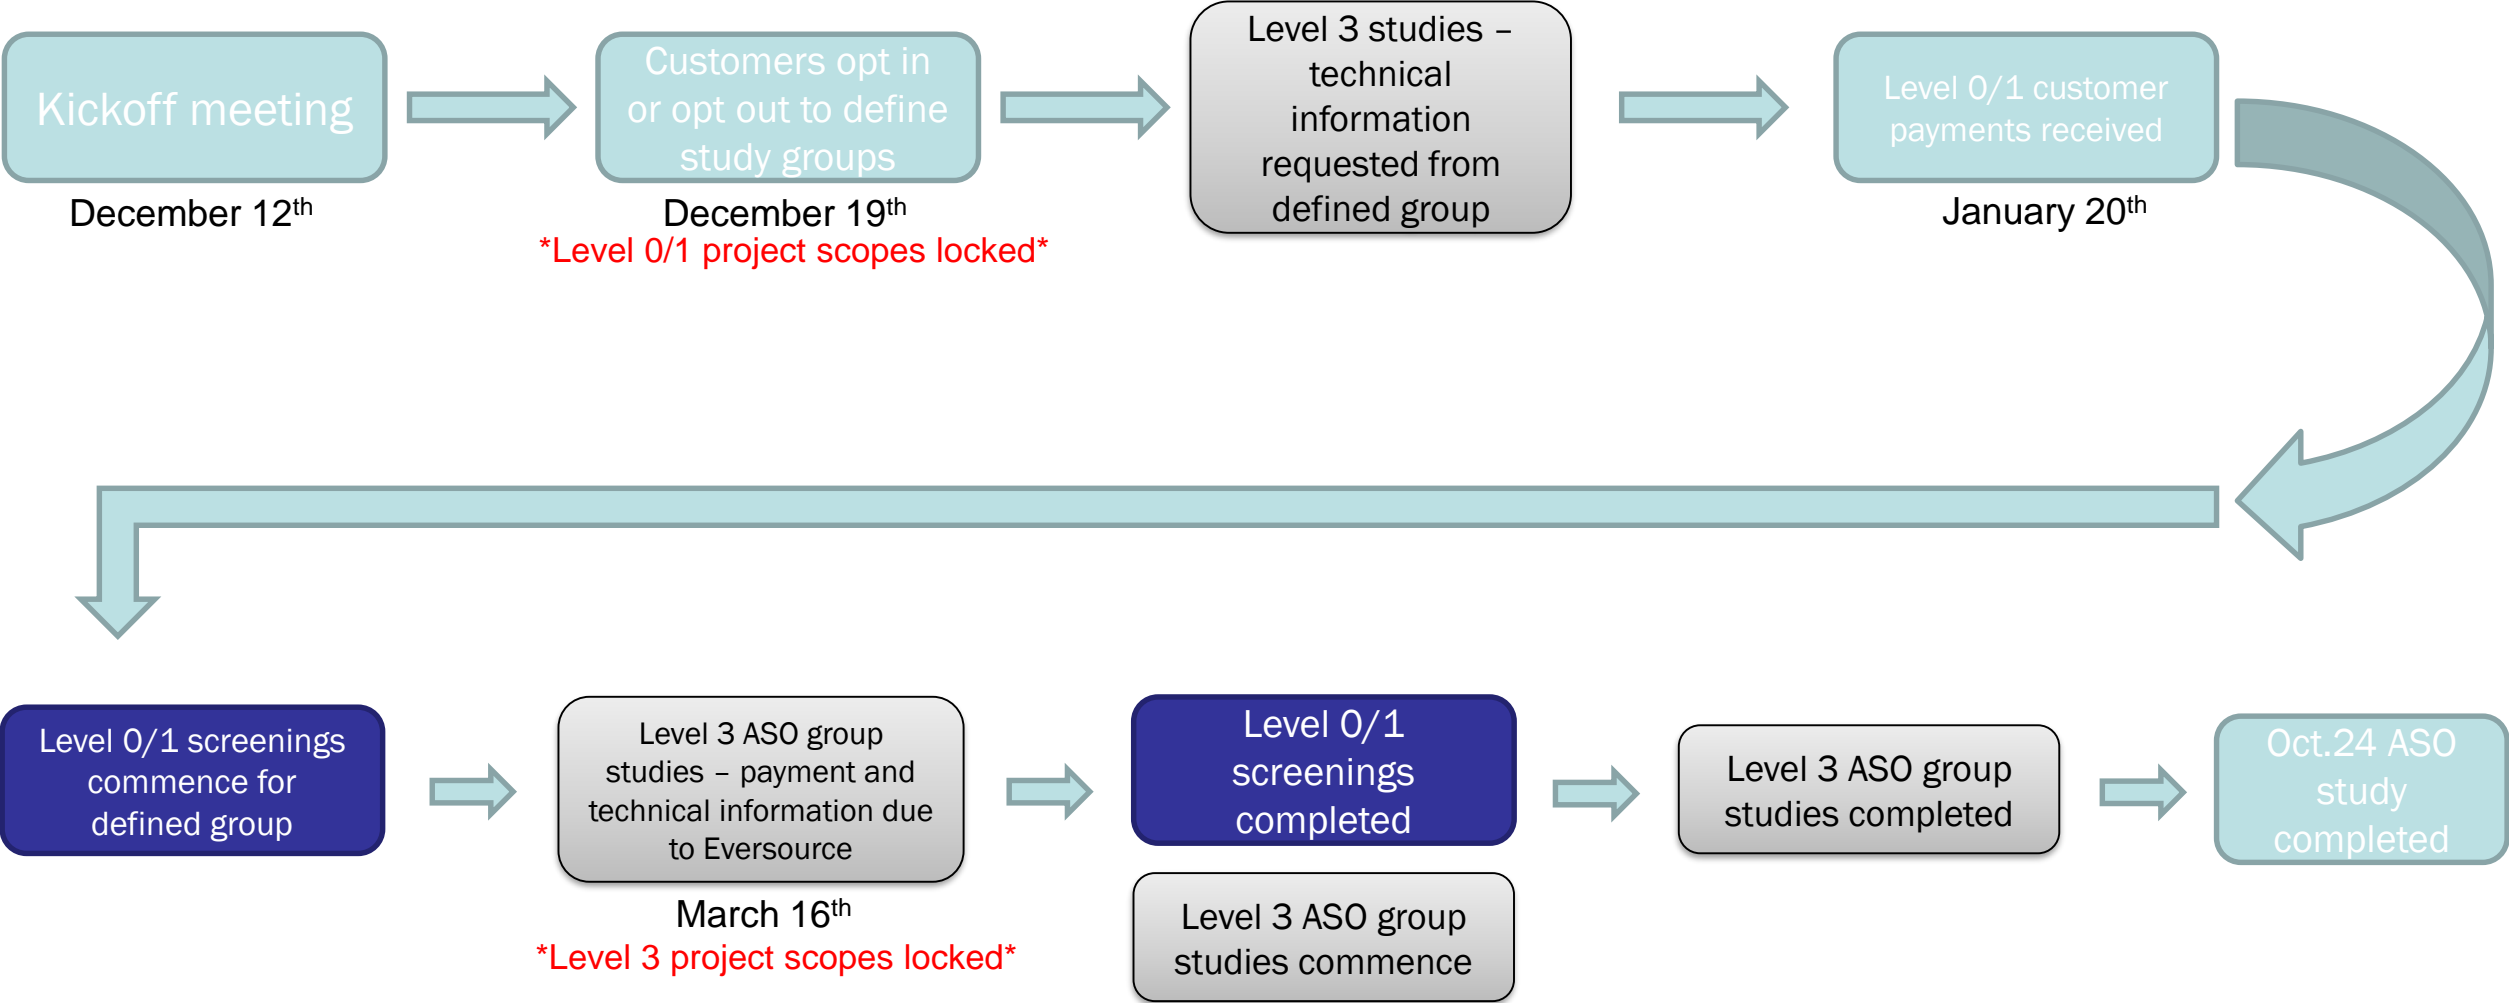 Kickoff meeting
December 12th
Customers opt in
or opt out to define
study groups
December 19th
*Level 0/1 project scopes locked*
Level 3 studies –
technical
information
requested from
defined group
Level 0/1 customer
payments received
January 20th
Level 0/1 screenings
commence for
defined group
Level 3 ASO group
studies – payment and
technical information due
to Eversource
March 16th
*Level 3 project scopes locked*
Level 0/1
screenings
completed
Level 3 ASO group
studies commence
Level 3 ASO group
studies completed
Oct.24 ASO
study
completed